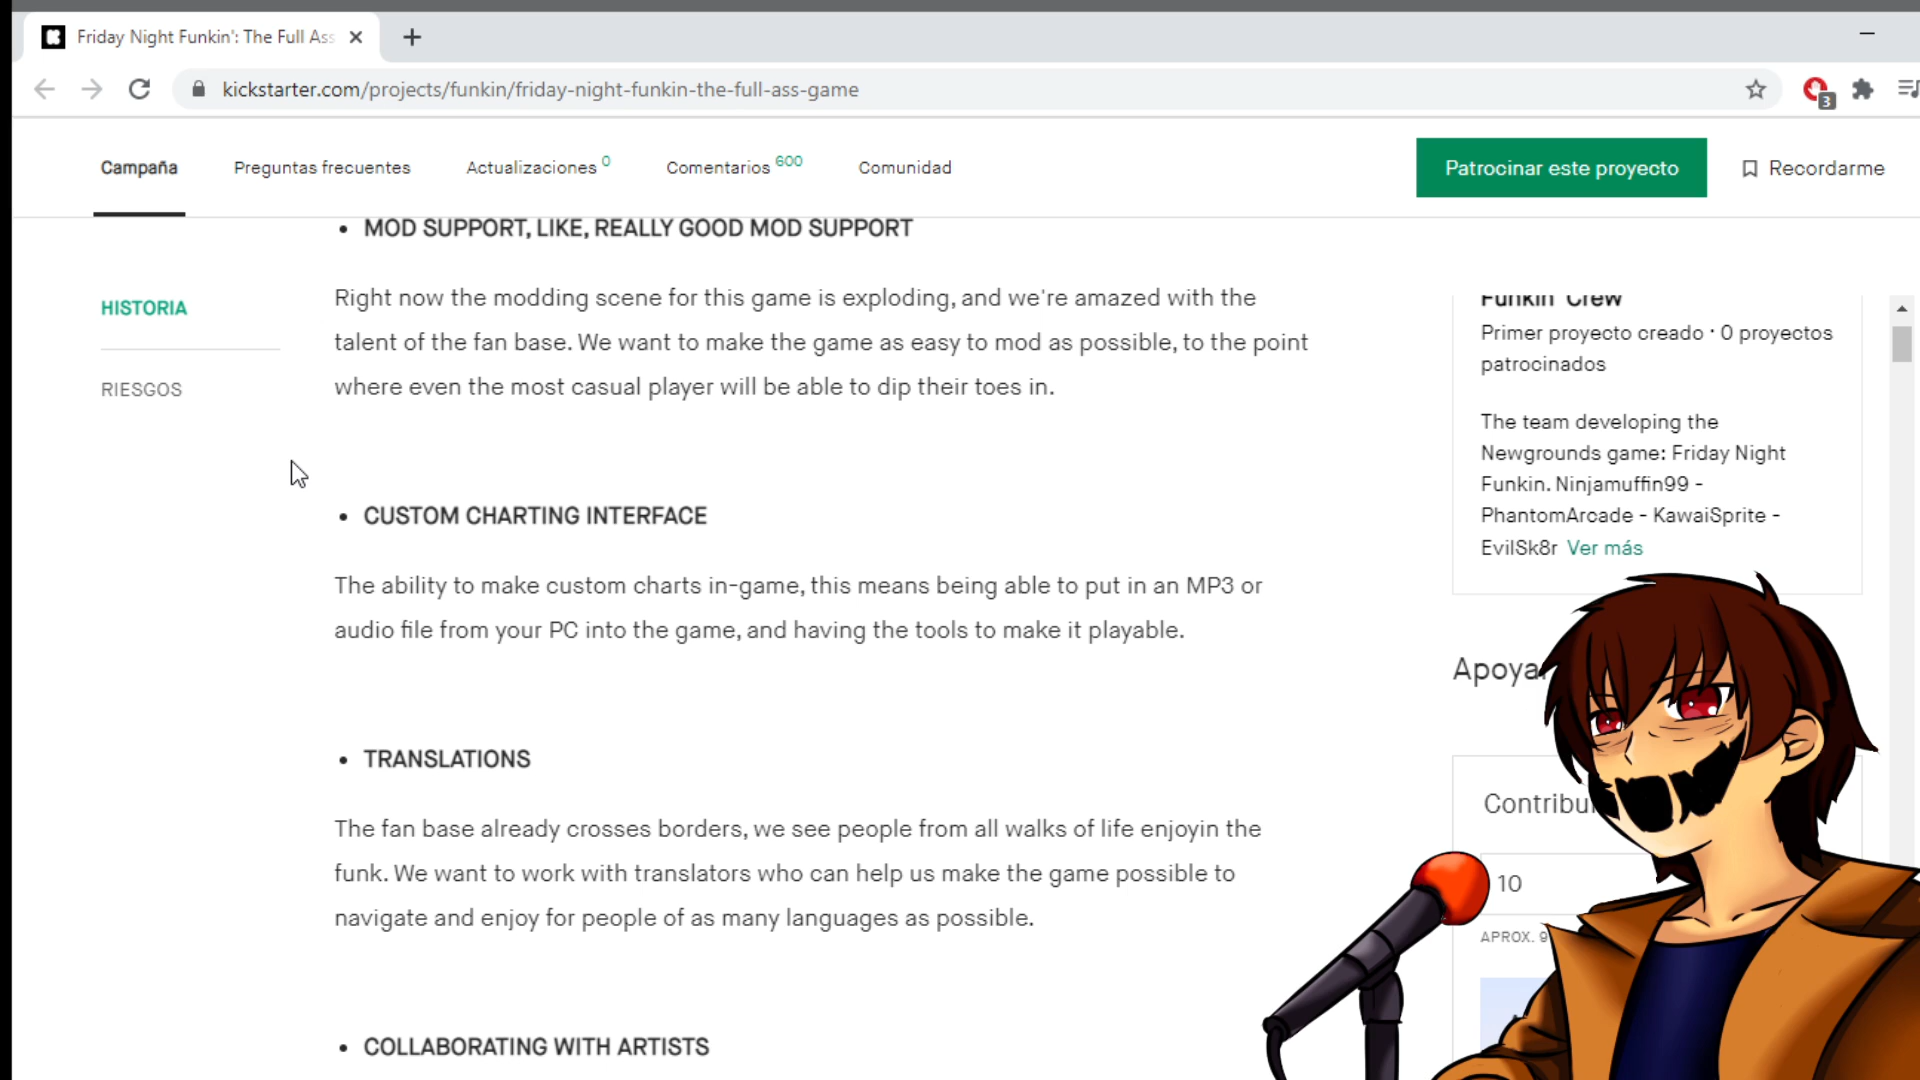 Friday Night Funkin': The Full Ass
kickstarter.com/projects/funkin/friday-night-funkin-the-full-ass-game
3
Campaña
Preguntas frecuentes
Actualizaciones 0
Comentarios 600
Comunidad
Patrocinar este proyecto
Recordarme
HISTORIA
RIESGOS
• MOD SUPPORT, LIKE, REALLY GOOD MOD SUPPORT
Right now the modding scene for this game is exploding, and we're amazed with the
talent of the fan base. We want to make the game as easy to mod as possible, to the point
where even the most casual player will be able to dip their toes in.
• CUSTOM CHARTING INTERFACE
The ability to make custom charts in-game, this means being able to put in an MP3 or
audio file from your PC into the game, and having the tools to make it playable.
• TRANSLATIONS
The fan base already crosses borders, we see people from all walks of life enjoyin the
funk. We want to work with translators who can help us make the game possible to
navigate and enjoy for people of as many languages as possible.
• COLLABORATING WITH ARTISTS
Funkin' Crew
Primer proyecto creado · 0 proyectos
patrocinados
The team developing the
Newgrounds game: Friday Night
Funkin. Ninjamuffin99 -
PhantomArcade - KawaiSprite -
EvilSk8r Ver más
Apoya
Contribu
10
APROX. 9